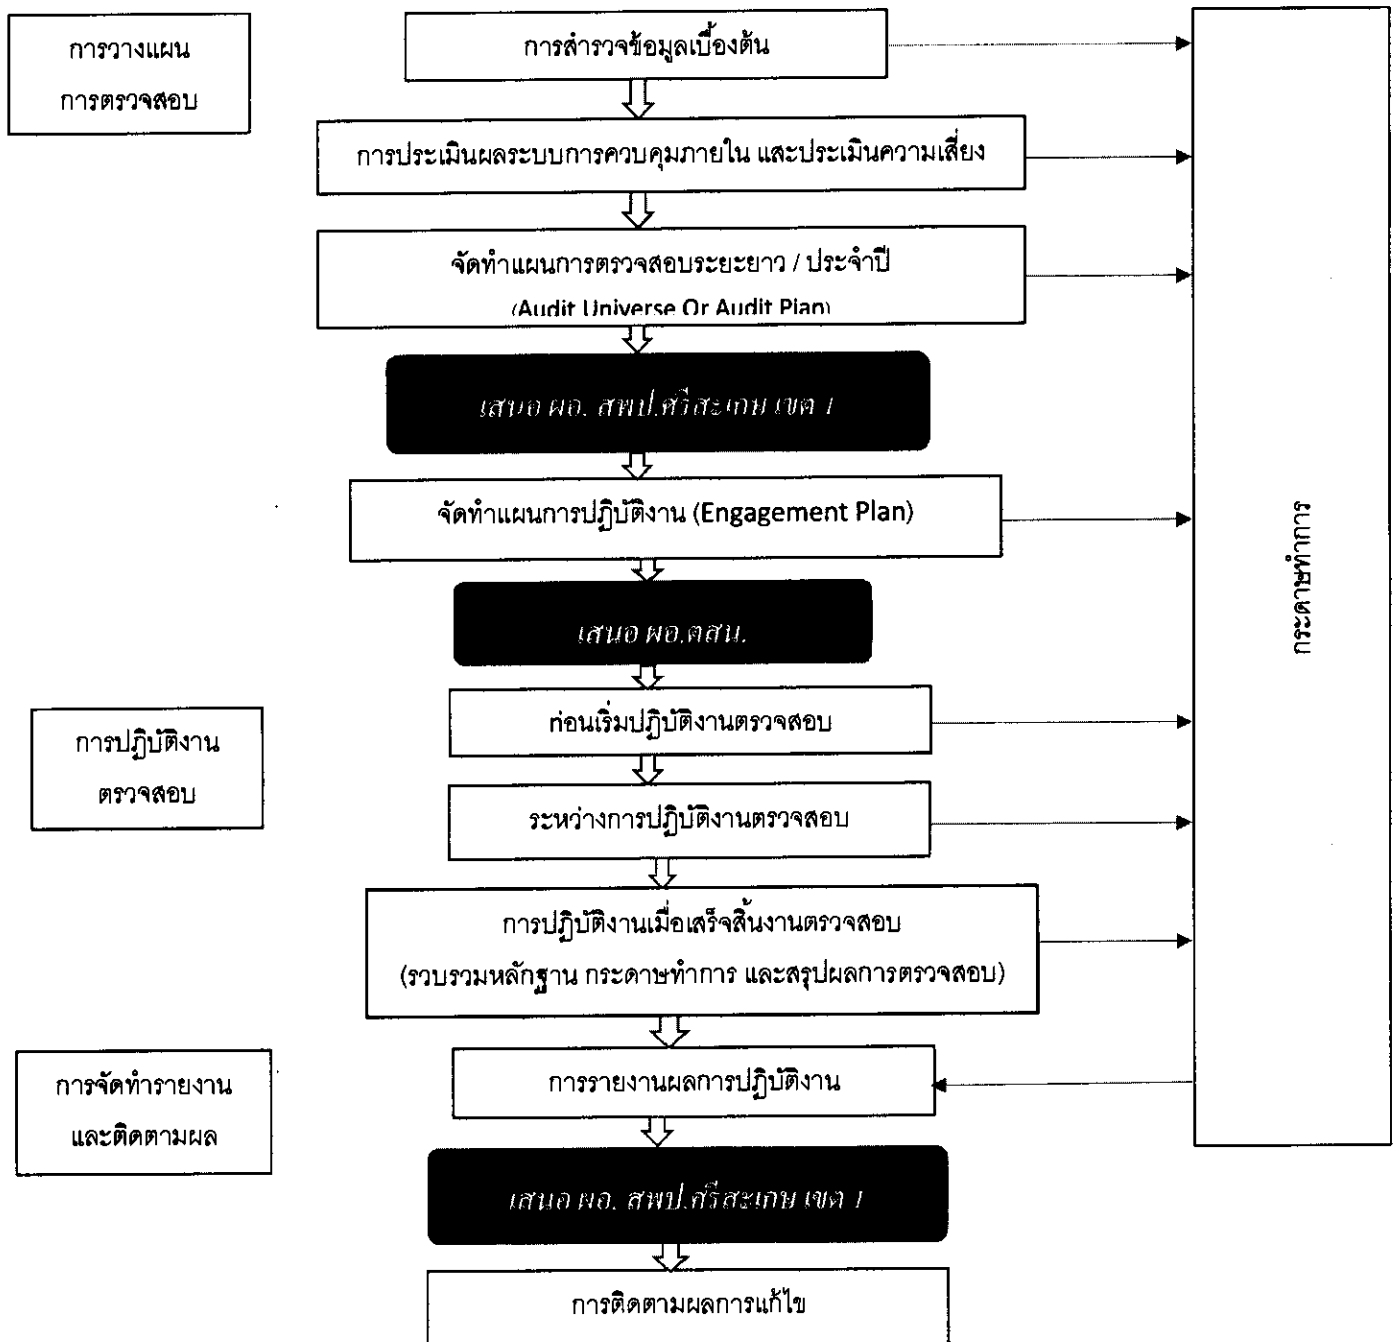 การวางแผน
การตรวจสอบ
การสำรวจข้อมูลเบื้องต้น
การประเมินผลระบบการควบคุมภายใน และประเมินความเสี่ยง
จัดทำแผนการตรวจสอบระยะยาว / ประจำปี
(Audit Universe Or Audit Plan)
เสนอ ผอ. สพป.ศรีสะเกษ เขต 1
จัดทำแผนการปฏิบัติงาน (Engagement Plan)
เสนอ ผอ.ตสน.
การปฏิบัติงาน
ตรวจสอบ
ก่อนเริ่มปฏิบัติงานตรวจสอบ
ระหว่างการปฏิบัติงานตรวจสอบ
การปฏิบัติงานเมื่อเสร็จสิ้นงานตรวจสอบ
(รวบรวมหลักฐาน กระดาษทำการ และสรุปผลการตรวจสอบ)
การจัดทำรายงาน
และติดตามผล
การรายงานผลการปฏิบัติงาน
เสนอ ผอ. สพป.ศรีสะเกษ เขต 1
การติดตามผลการแก้ไข
กระดาษทำการ